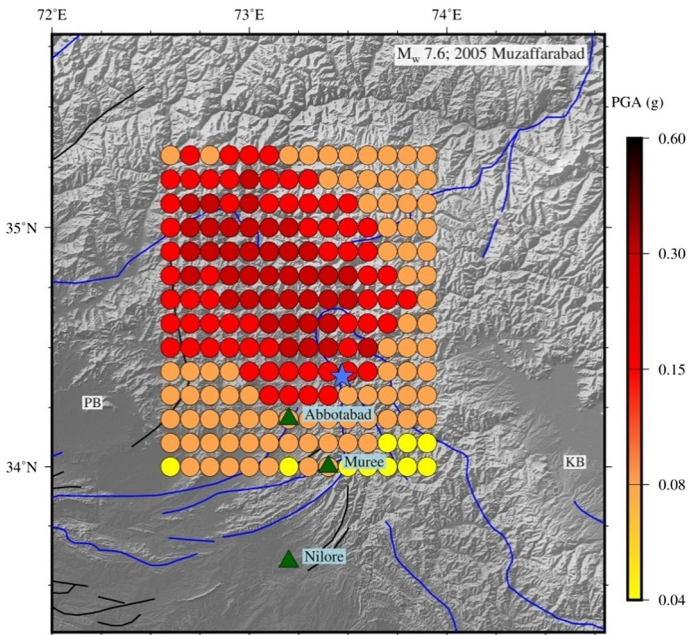 72°E 73°E 74°E
M_w 7.6; 2005 Muzaffarabad
PGA (g)
0.60
35°N
0.30
0.15
PB
Abbotabad
34°N
Muree
KB
0.08
Nilore
0.04